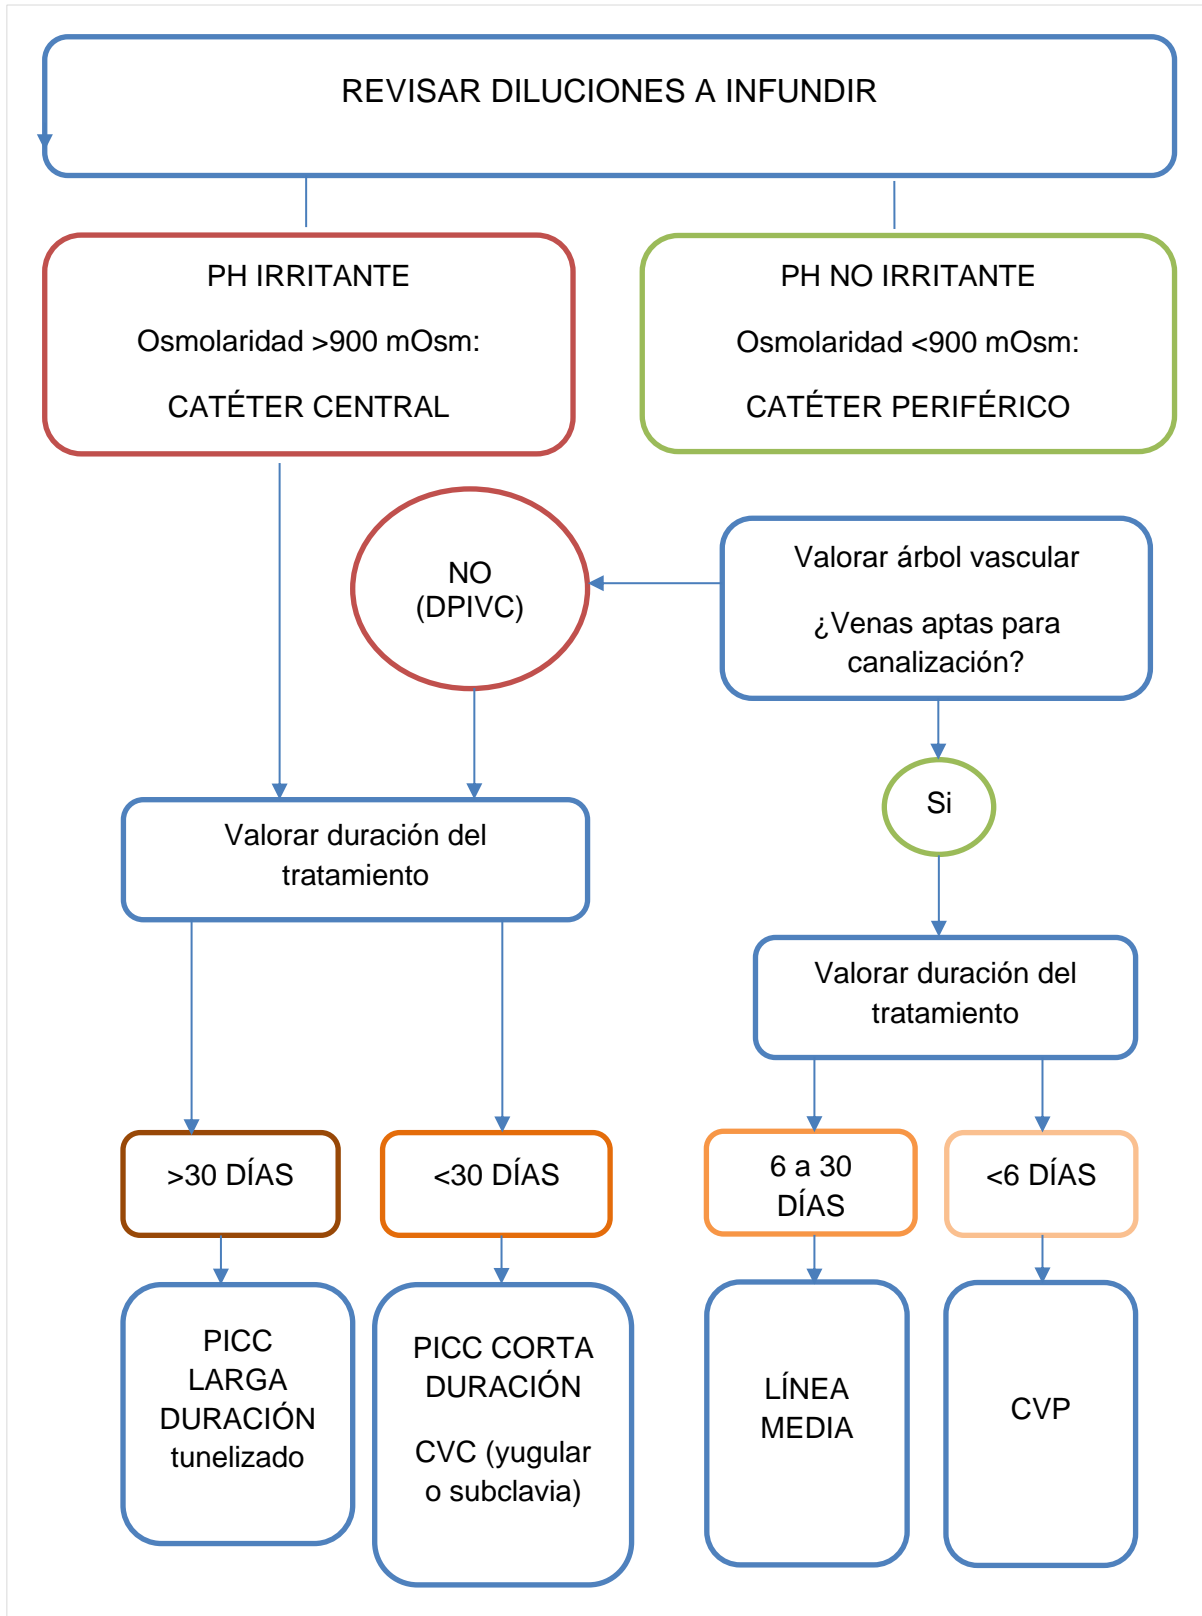 REVISAR DILUCIONES A INFUNDIR
PH IRRITANTE
Osmolaridad >900 mOsm:
CATÉTER CENTRAL
PH NO IRRITANTE
Osmolaridad <900 mOsm:
CATÉTER PERIFÉRICO
NO
(DPIVC)
Valorar árbol vascular
¿Venas aptas para
canalización?
Si
Valorar duración del
tratamiento
Valorar duración del
tratamiento
>30 DÍAS
<30 DÍAS
6 a 30
DÍAS
<6 DÍAS
PICC
LARGA
DURACIÓN
tunelizado
PICC CORTA
DURACIÓN
CVC (yugular
o subclavia)
LÍNEA
MEDIA
CVP